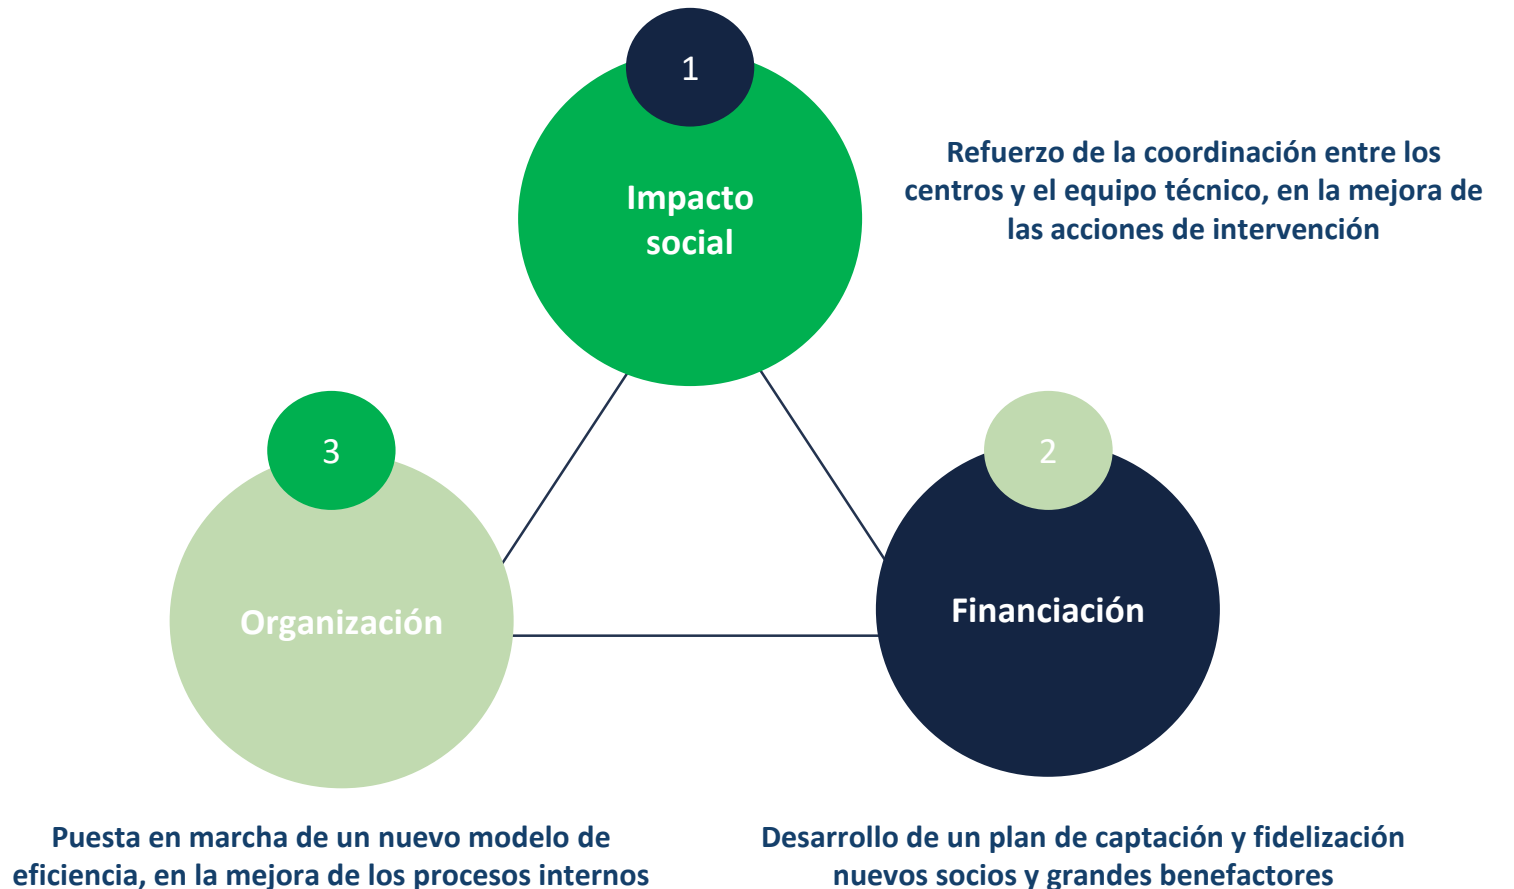 1
Impacto
social
Refuerzo de la coordinación entre los
centros y el equipo técnico, en la mejora de
las acciones de intervención
2
Financiación
Desarrollo de un plan de captación y fidelización
nuevos socios y grandes benefactores
3
Organización
Puesta en marcha de un nuevo modelo de
eficiencia, en la mejora de los procesos internos